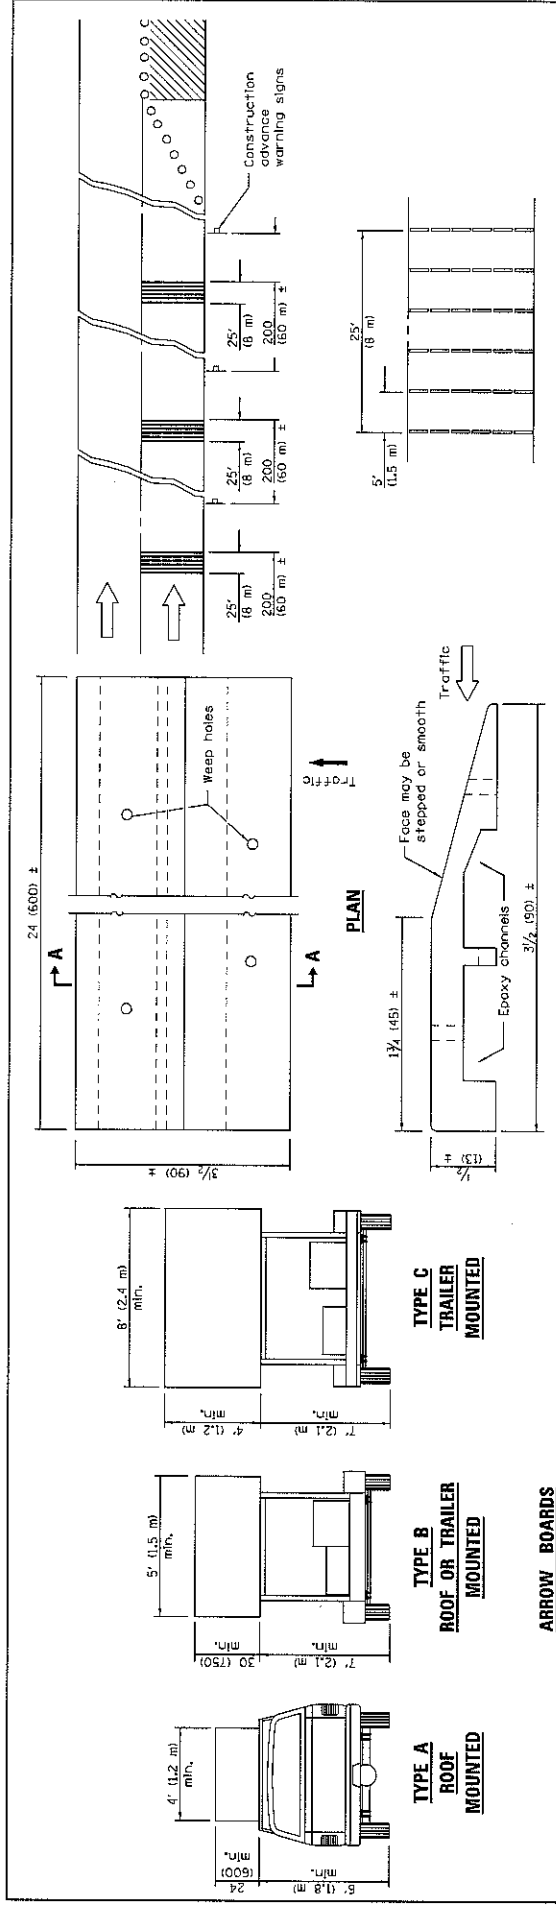 4' (1.2 m)
min.
24
(600)
min.
6' (1.8 m)
min.
TYPE A
ROOF
MOUNTED
5' (1.5 m)
min.
30 (750)
min.
7' (2.1 m)
min.
TYPE B
ROOF OR TRAILER
MOUNTED
8' (2.4 m)
min.
4' (1.2 m)
min.
7' (2.1 m)
min.
TYPE C
TRAILER
MOUNTED
ARROW BOARDS
24 (600) ±
A
A
3½ (90) ±
Weep holes
Traffic
PLAN
1¾ (45) ±
Face may be
stepped or smooth
Traffic
½
(13) ±
Epoxy channels
3½ (90) ±
25'
(8 m)
200
(60 m) ±
25'
(8 m)
200
(60 m) ±
25'
(8 m)
200
(60 m) ±
Construction
advance
warning signs
25'
(8 m)
5'
(1.5 m)